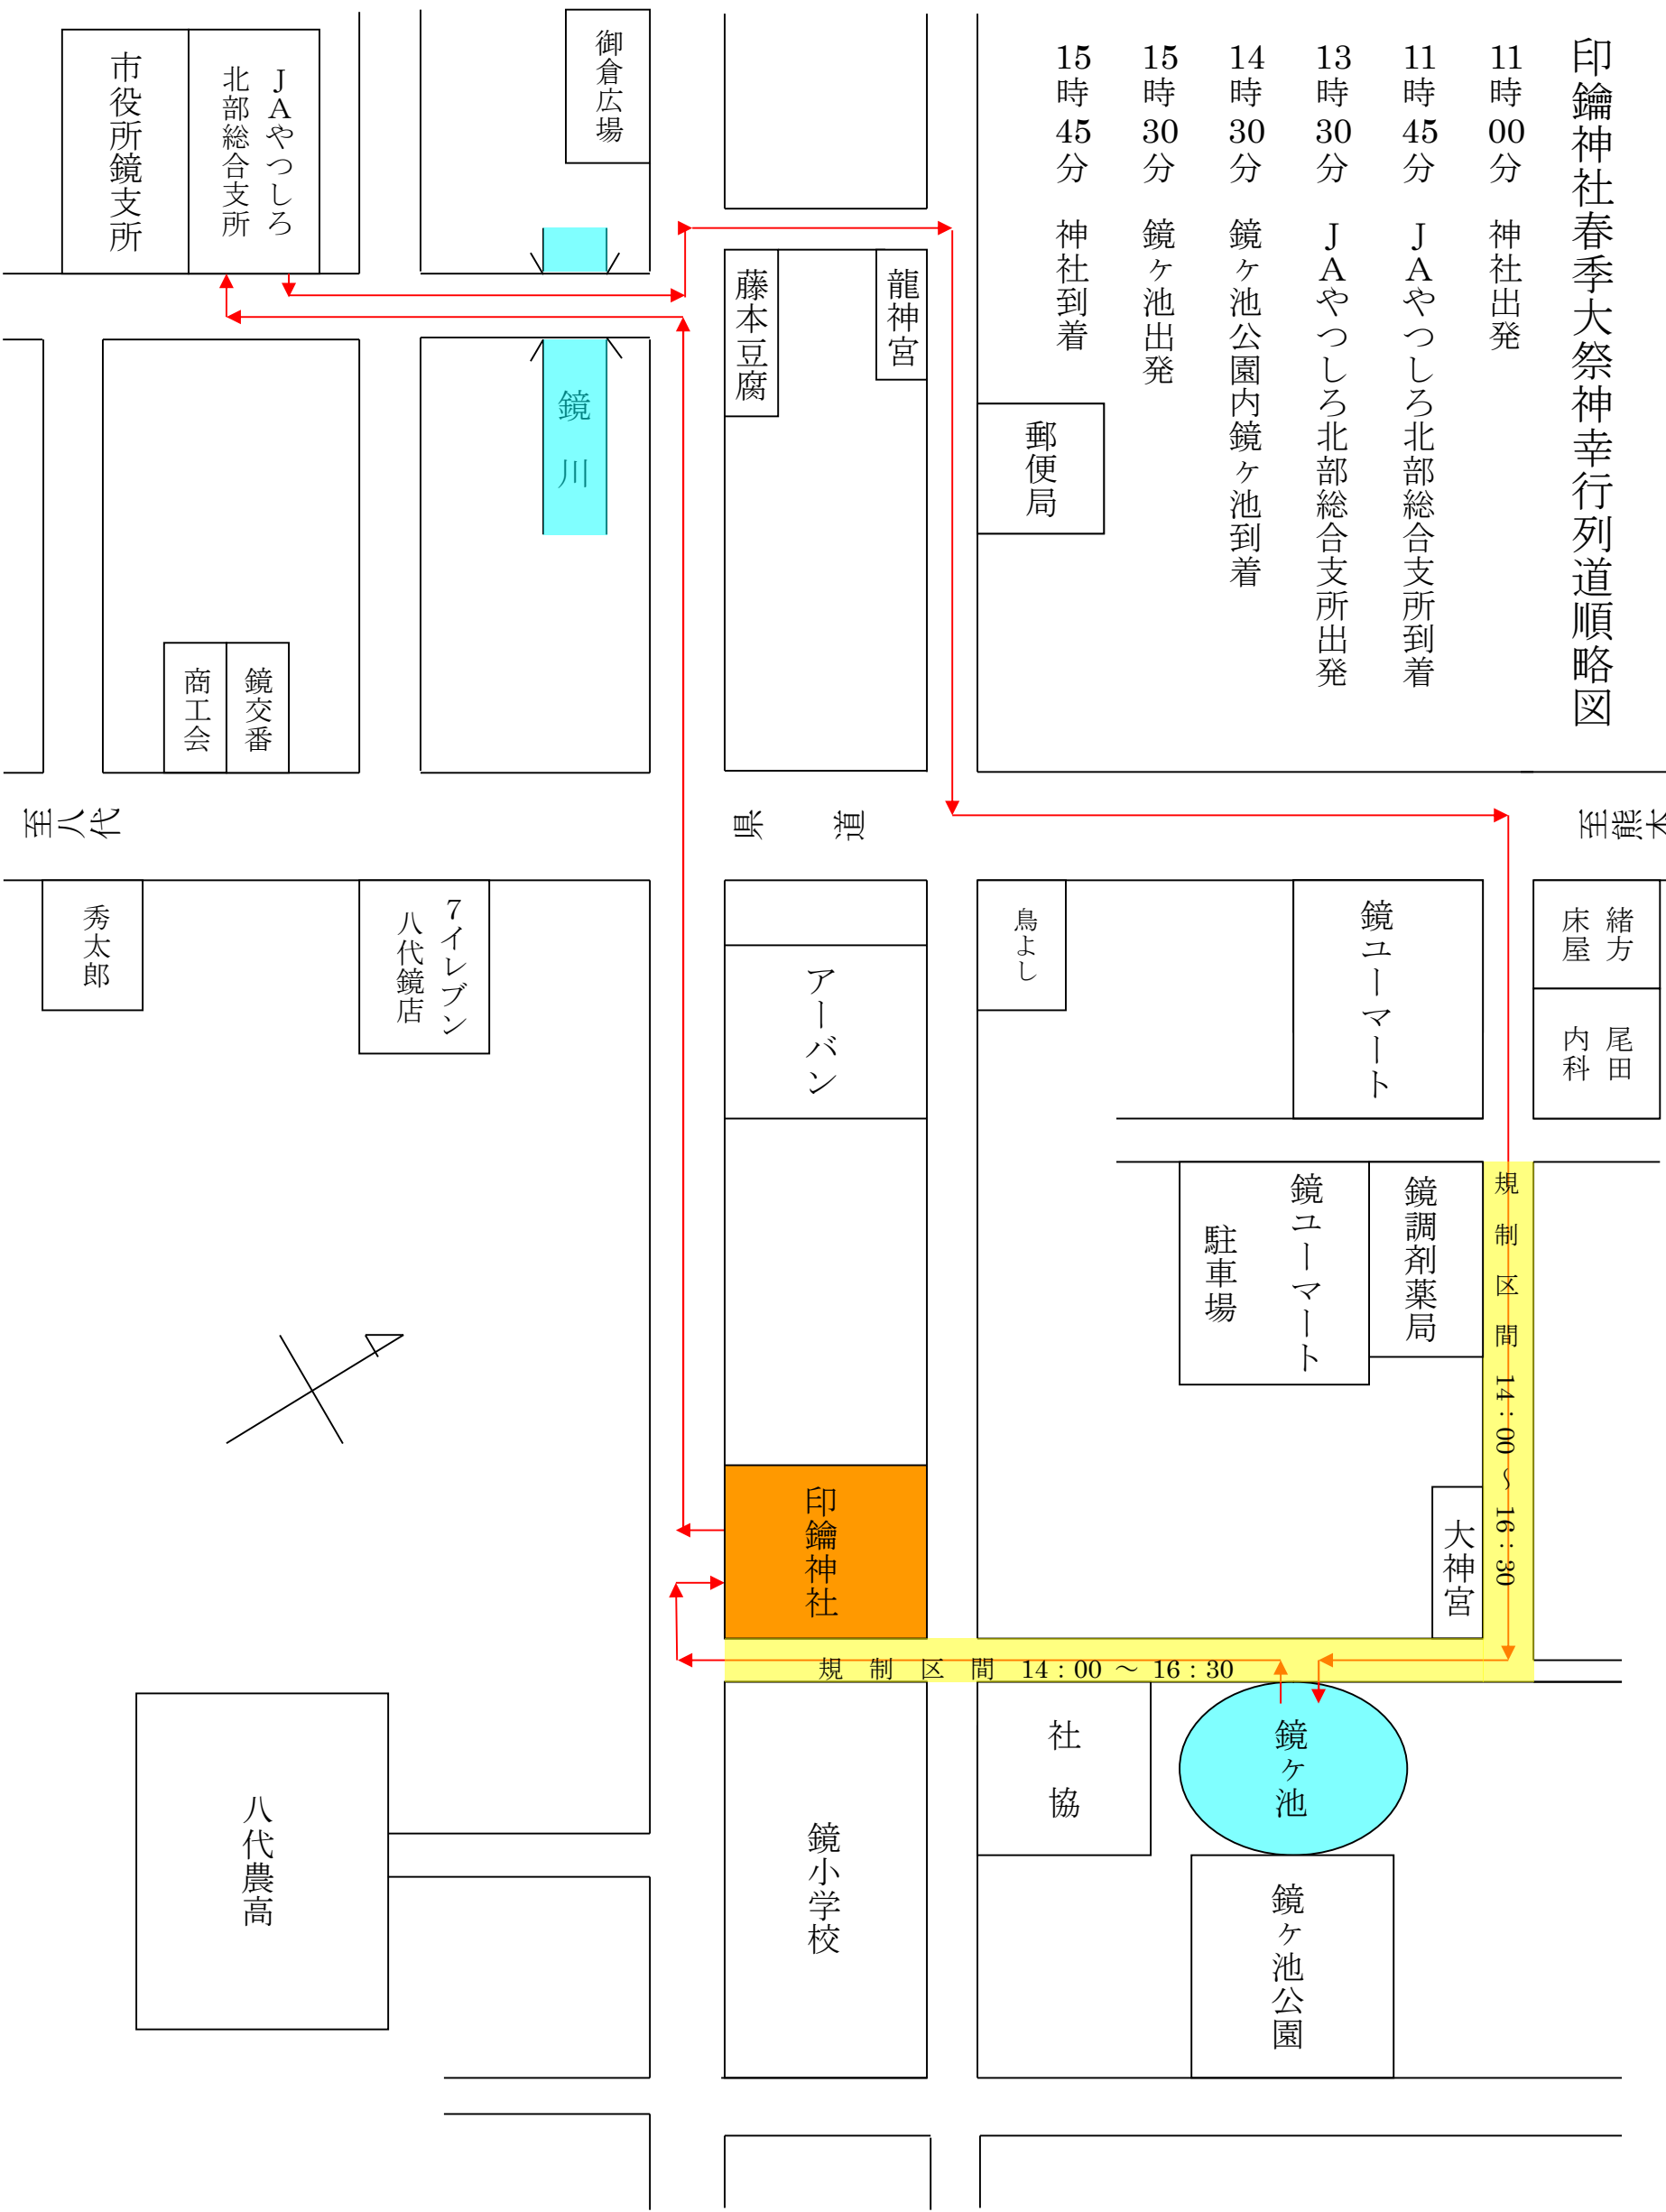 印鑰神社春季大祭神幸行列道順略図
11時00分　神社出発
11時45分　ＪＡやつしろ北部総合支所到着
13時30分　ＪＡやつしろ北部総合支所出発
14時30分　鏡ヶ池公園内鏡ヶ池到着
15時30分　鏡ヶ池出発
15時45分　神社到着
御倉広場
ＪＡやつしろ
北部総合支所
市役所鏡支所
龍神宮
藤本豆腐
郵便局
鏡　川
鏡交番
商工会
至熊本
県　道
至八代
緒方
床屋
尾田
内科
鏡ユーマート
鳥よし
アーバン
７イレブン
八代鏡店
秀太郎
規　制　区　間　14：00 ～ 16：30
鏡調剤薬局
鏡ユーマート
駐車場
大神宮
印鑰神社
規　制　区　間　14：00 ～ 16：30
鏡ヶ池
社　協
鏡ヶ池公園
鏡小学校
八代農高